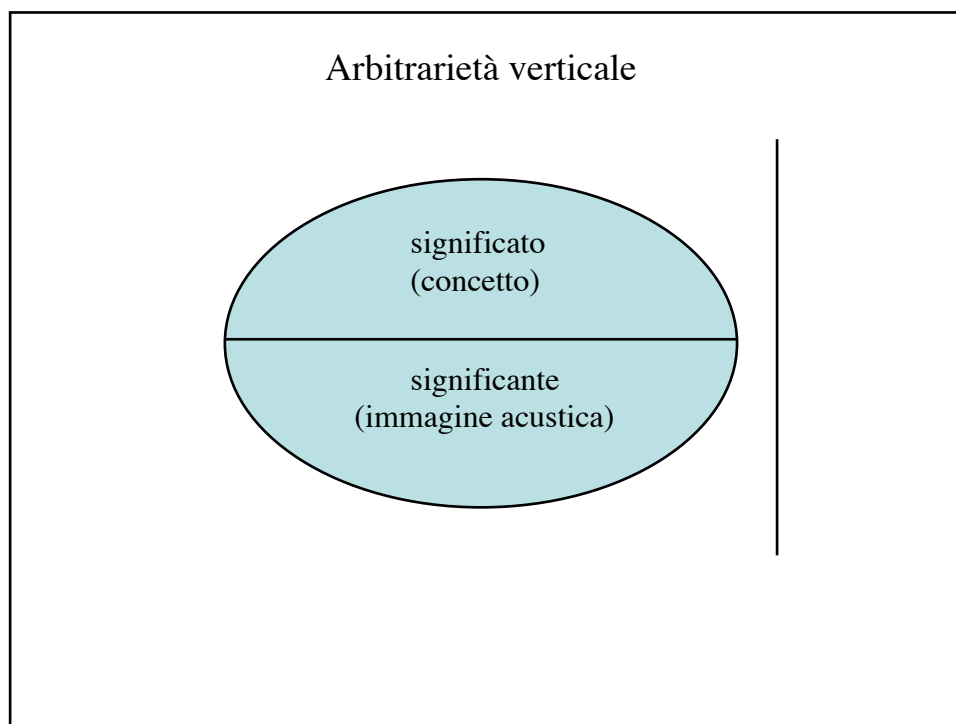 Arbitrarietà verticale
significato
(concetto)
significante
(immagine acustica)